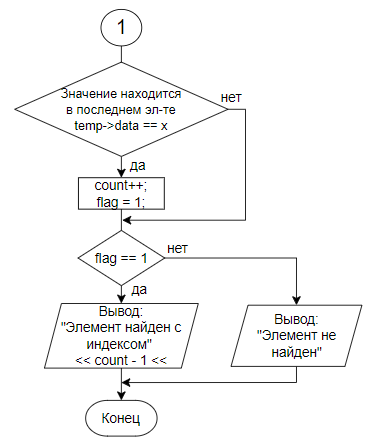 1
Значение находится
в последнем эл-те
temp->data == x
нет
да
count++;
flag = 1;
flag == 1
нет
да
Вывод:
"Элемент найден с
индексом"
<< count - 1 <<
Вывод:
"Элемент не
найден"
Конец